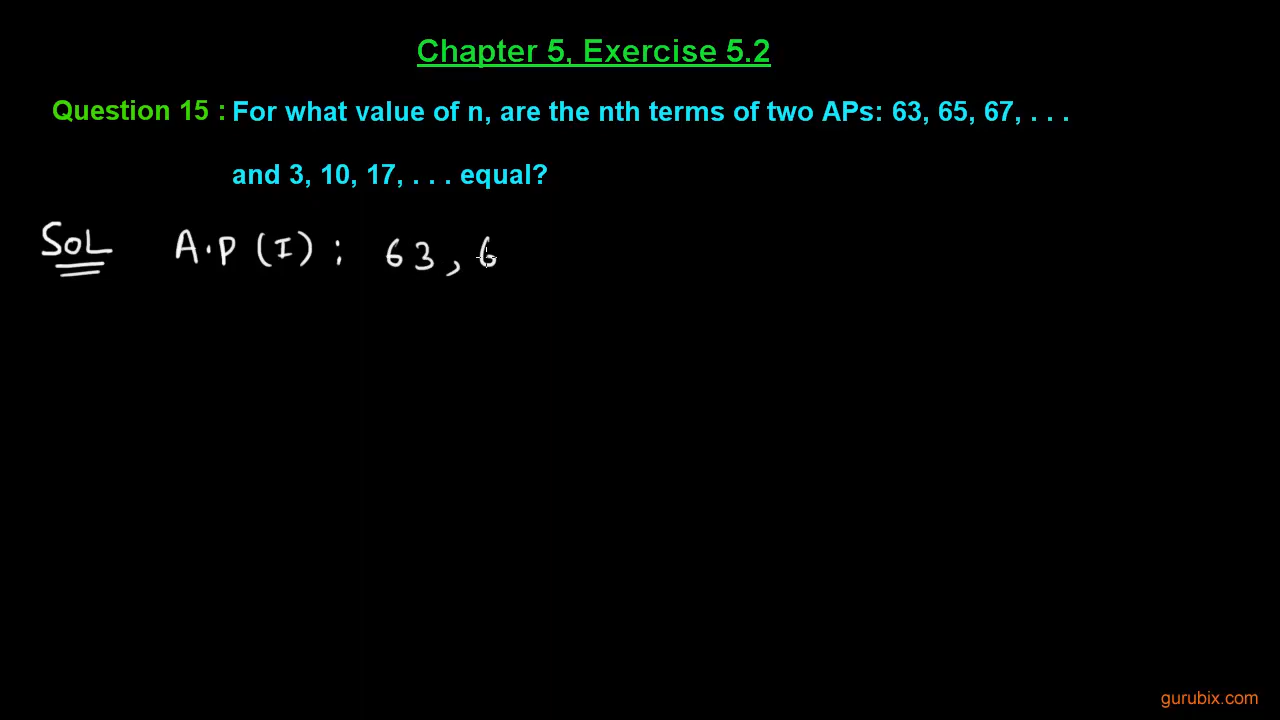 Chapter 5, Exercise 5.2
Question 15 : For what value of n, are the nth terms of two APs: 63, 65, 67, . . .
and 3, 10, 17, . . . equal?
SOL A.P (I) : 63, 6
gurubix.com